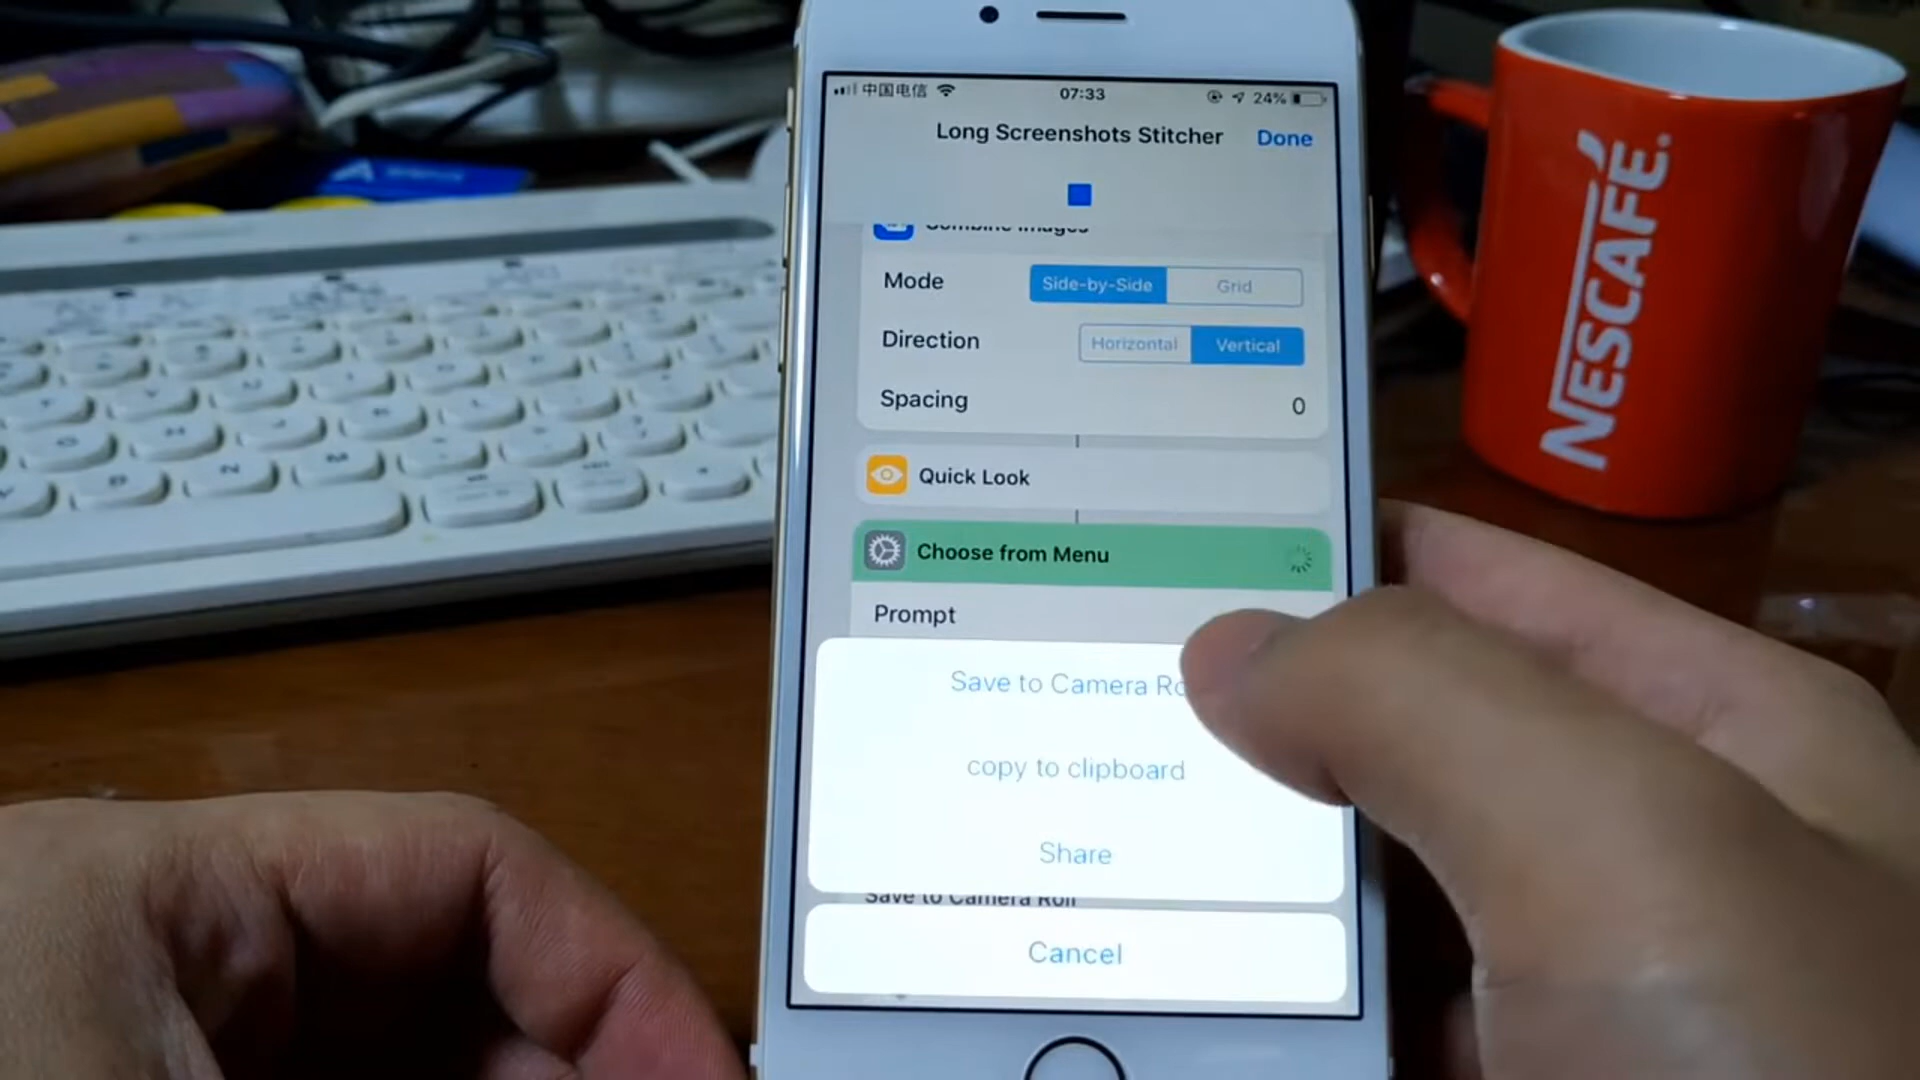 中国电信
07:33
24%
Long Screenshots Stitcher
Done
Combine Images
Mode
Side-by-Side
Grid
Direction
Horizontal
Vertical
Spacing
0
Quick Look
Choose from Menu
Prompt
Save to Camera Ro
copy to clipboard
Share
Save to Camera Roll
Cancel
NESCAFÉ.